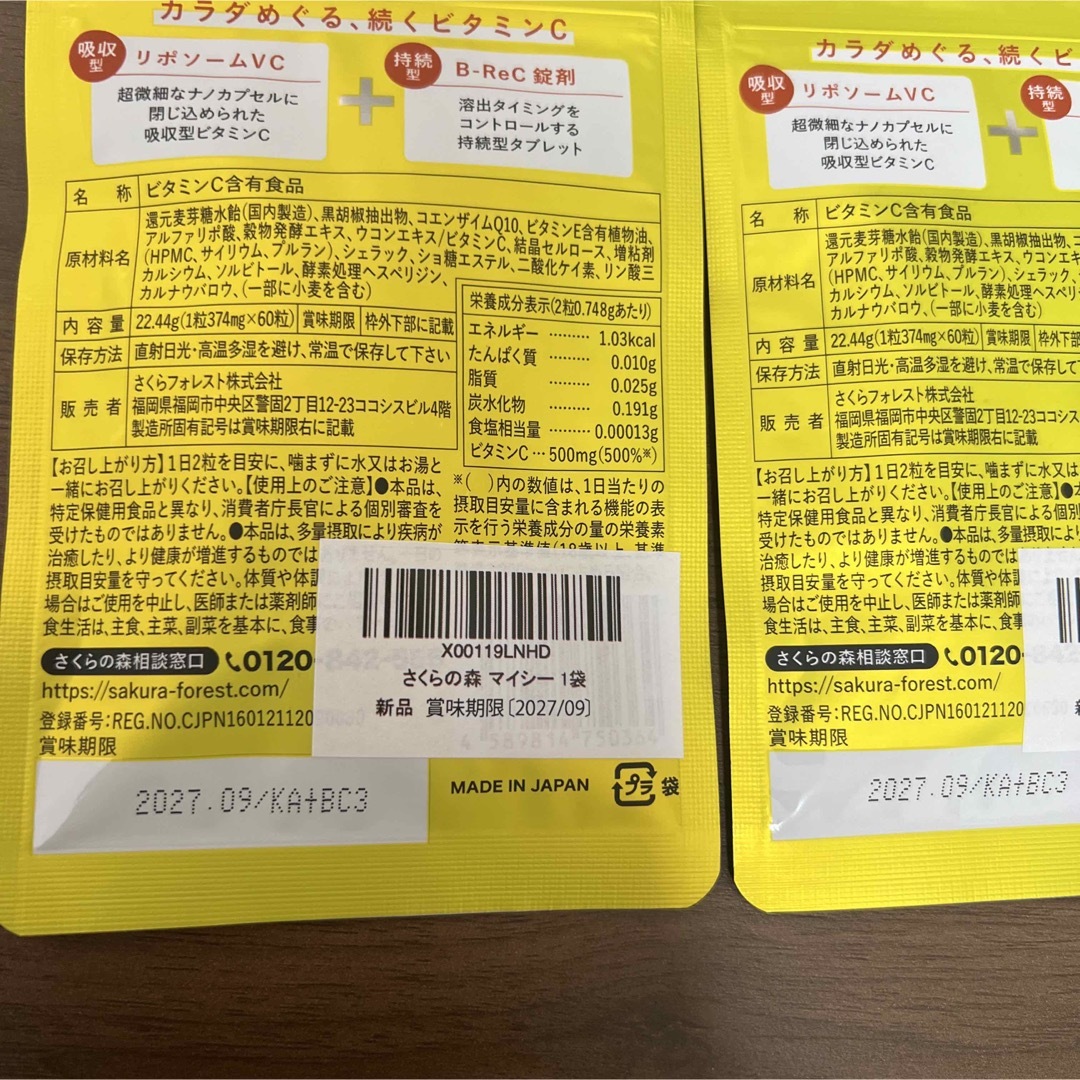 カラダめぐる、続くビタミンC
吸収型
リポソームVC
超微細なナノカプセルに
閉じ込められた
吸収型ビタミンC
+
持続型
B-ReC 錠剤
溶出タイミングを
コントロールする
持続型タブレット
名 称 ビタミンC含有食品
原材料名
還元麦芽糖水飴(国内製造)、黒胡椒抽出物、コエンザイムQ10、ビタミンE含有植物油、
アルファリポ酸、穀物発酵エキス、ウコンエキス/ビタミンC、結晶セルロース、増粘剤
(HPMC、サイリウム、プルラン)、シェラック、ショ糖エステル、二酸化ケイ素、リン酸三
カルシウム、ソルビトール、酵素処理ヘスペリジン、
カルナウバロウ、(一部に小麦を含む)
内容量 22.44g(1粒374mg×60粒) 賞味期限 枠外下部に記載
保存方法 直射日光・高温多湿を避け、常温で保存して下さい
販売者
さくらフォレスト株式会社
福岡県福岡市中央区警固2丁目12-23ココシスビル4階
製造所固有記号は賞味期限右に記載
栄養成分表示(2粒0.748gあたり)
エネルギー ……… 1.03kcal
たんぱく質 ……… 0.010g
脂質 ……… 0.025g
炭水化物 ……… 0.191g
食塩相当量 ……… 0.00013g
ビタミンC … 500mg(500%※)
【お召し上がり方】1日2粒を目安に、噛まずに水又はお湯と
一緒にお召し上がりください。【使用上のご注意】●本品は、
特定保健用食品と異なり、消費者庁長官による個別審査を
受けたものではありません。●本品は、多量摂取により疾病が
治癒したり、より健康が増進するものでは
摂取目安量を守ってください。体質や体調
場合はご使用を中止し、医師または薬剤師に
食生活は、主食、主菜、副菜を基本に、食事
※( )内の数値は、1日当たりの
摂取目安量に含まれる機能の表
示を行う栄養成分の量の栄養素
さくらの森相談窓口 0120-842-
https://sakura-forest.com/
登録番号:REG.NO.CJPN160121120
賞味期限
2027.09/KA+BC3
X00119LNHD
さくらの森 マイシー 1袋
新品 賞味期限〔2027/09〕
4 589814 750364
MADE IN JAPAN
プラ 袋
カラダめぐる、続くビ
吸収型
リポソームVC
超微細なナノカプセルに
閉じ込められた
吸収型ビタミンC
+
持続型
名 称 ビタミンC含有食品
原材料名
還元麦芽糖水飴(国内製造)、黒胡椒抽出物、
アルファリポ酸、穀物発酵エキス、ウコンエキ
(HPMC、サイリウム、プルラン)、シェラック、
カルシウム、ソルビトール、酵素処理ヘスペリ
カルナウバロウ、(一部に小麦を含む)
内容量 22.44g(1粒374mg×60粒) 賞味期限 枠外下
保存方法 直射日光・高温多湿を避け、常温で保存して
販売者
さくらフォレスト株式会社
福岡県福岡市中央区警固2丁目12-23ココシスビ
製造所固有記号は賞味期限右に記載
【お召し上がり方】1日2粒を目安に、噛まずに水又は
一緒にお召し上がりください。【使用上のご注意】●
特定保健用食品と異なり、消費者庁長官による個別
受けたものではありません。●本品は、多量摂取により
治癒したり、より健康が増進するものでは
摂取目安量を守ってください。体質や体調
場合はご使用を中止し、医師または薬剤師に
食生活は、主食、主菜、副菜を基本に、食事
さくらの森相談窓口 0120
https://sakura-forest.com/
登録番号:REG.NO.CJPN160121120
賞味期限
2027.09/KA+BC3